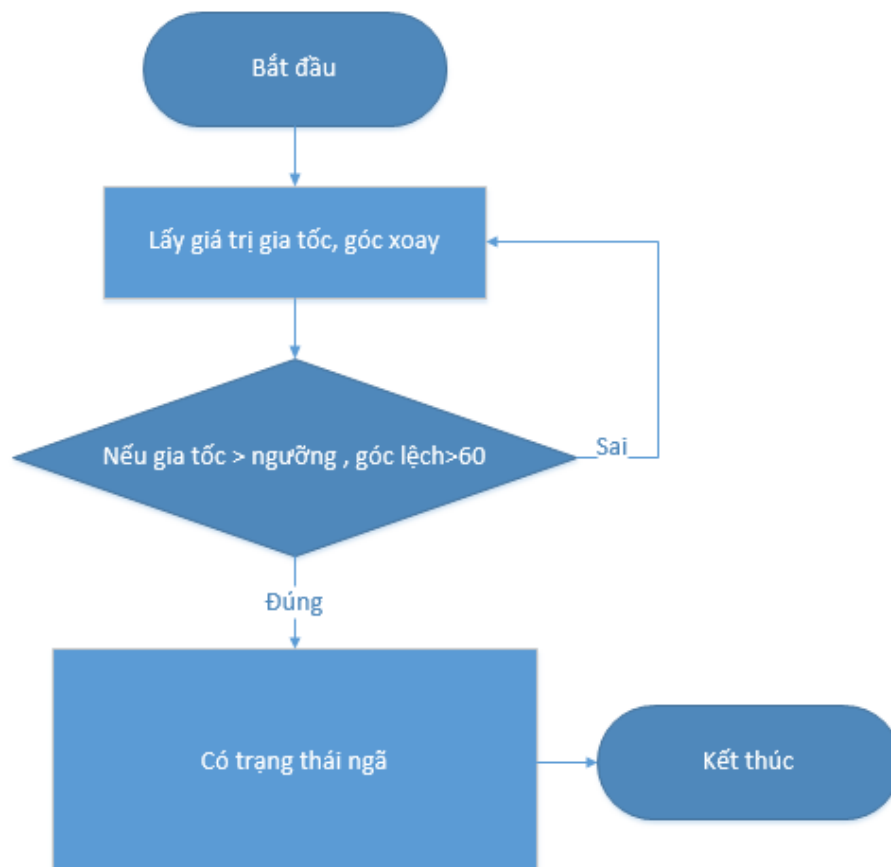 Bắt đầu
Lấy giá trị gia tốc, góc xoay
Nếu gia tốc > ngưỡng , góc lệch>60
Sai
Đúng
Có trạng thái ngã
Kết thúc